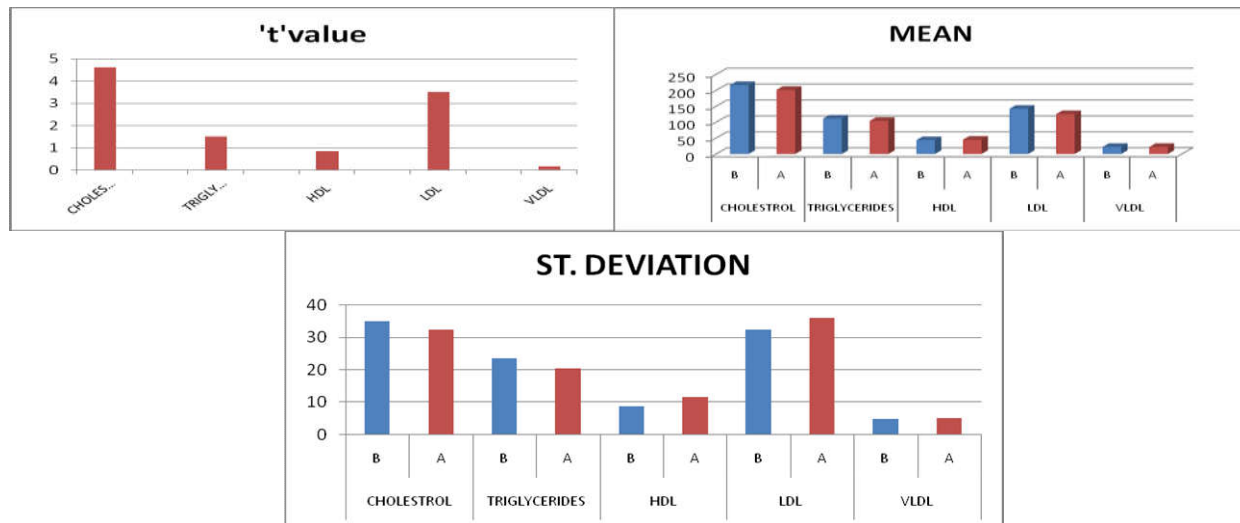 't'value
5
4
3
2
1
0
CHOLES...
TRIGLY...
HDL
LDL
VLDL
MEAN
250
200
150
100
50
0
B A B A B A B A B A
CHOLESTROL TRIGLYCERIDES HDL LDL VLDL
ST. DEVIATION
40
30
20
10
0
B A B A B A B A B A
CHOLESTROL TRIGLYCERIDES HDL LDL VLDL